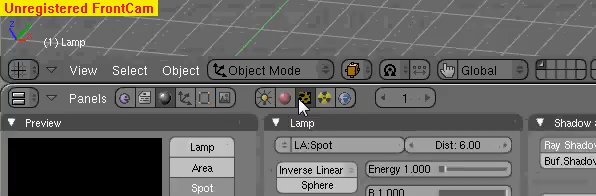 Unregistered FrontCam
(1) Lamp
View Select Object Object Mode Global
Panels 1
Preview Lamp Shadow
Lamp LA:Spot Dist: 6.00 Ray Shadow
Area Inverse Linear Energy 1.000 Buf.Shadow
Spot Sphere R 1.000